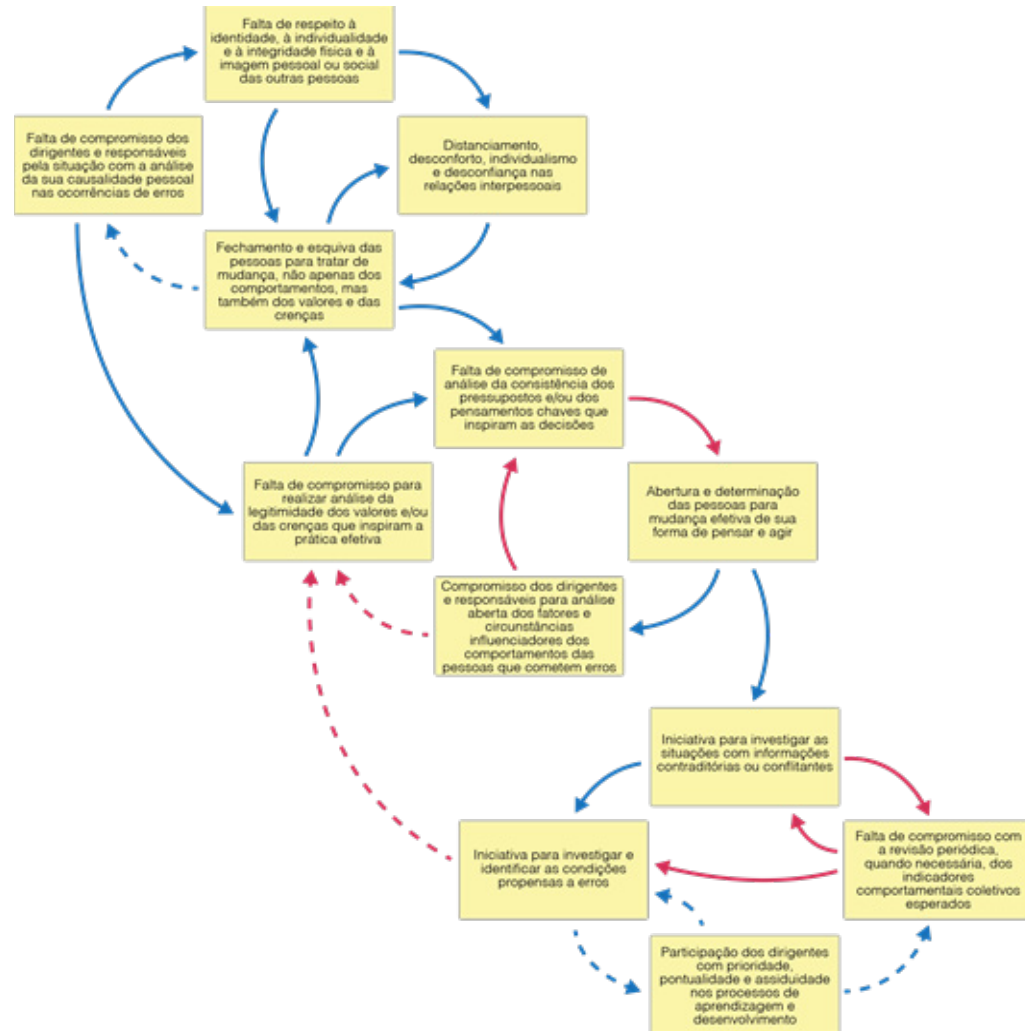 Falta de respeito à
identidade, à individualidade
e à integridade física e à
imagem pessoal ou social
das outras pessoas
Falta de compromisso dos
dirigentes e responsáveis
pela situação com a análise
da sua causalidade pessoal
nas ocorrências de erros
Distanciamento,
desconforto, individualismo
e desconfiança nas
relações interpessoais
Fechamento e esquiva das
pessoas para tratar de
mudança, não apenas dos
comportamentos, mas
também dos valores e das
crenças
Falta de compromisso de
análise da consistência dos
pressupostos e/ou dos
pensamentos chaves que
inspiram as decisões
Falta de compromisso para
realizar análise da
legitimidade dos valores e/ou
das crenças que inspiram a
prática efetiva
Abertura e determinação
das pessoas para
mudança efetiva de sua
forma de pensar e agir
Compromisso dos dirigentes
e responsáveis para análise
aberta dos fatores e
circunstâncias
influenciadores dos
comportamentos das
pessoas que cometem erros
Iniciativa para investigar as
situações com informações
contraditórias ou conflitantes
Iniciativa para investigar e
identificar as condições
propensas a erros
Falta de compromisso com
a revisão periódica,
quando necessária, dos
indicadores
comportamentais coletivos
esperados
Participação dos dirigentes
com prioridade,
pontualidade e assiduidade
nos processos de
aprendizagem e
desenvolvimento